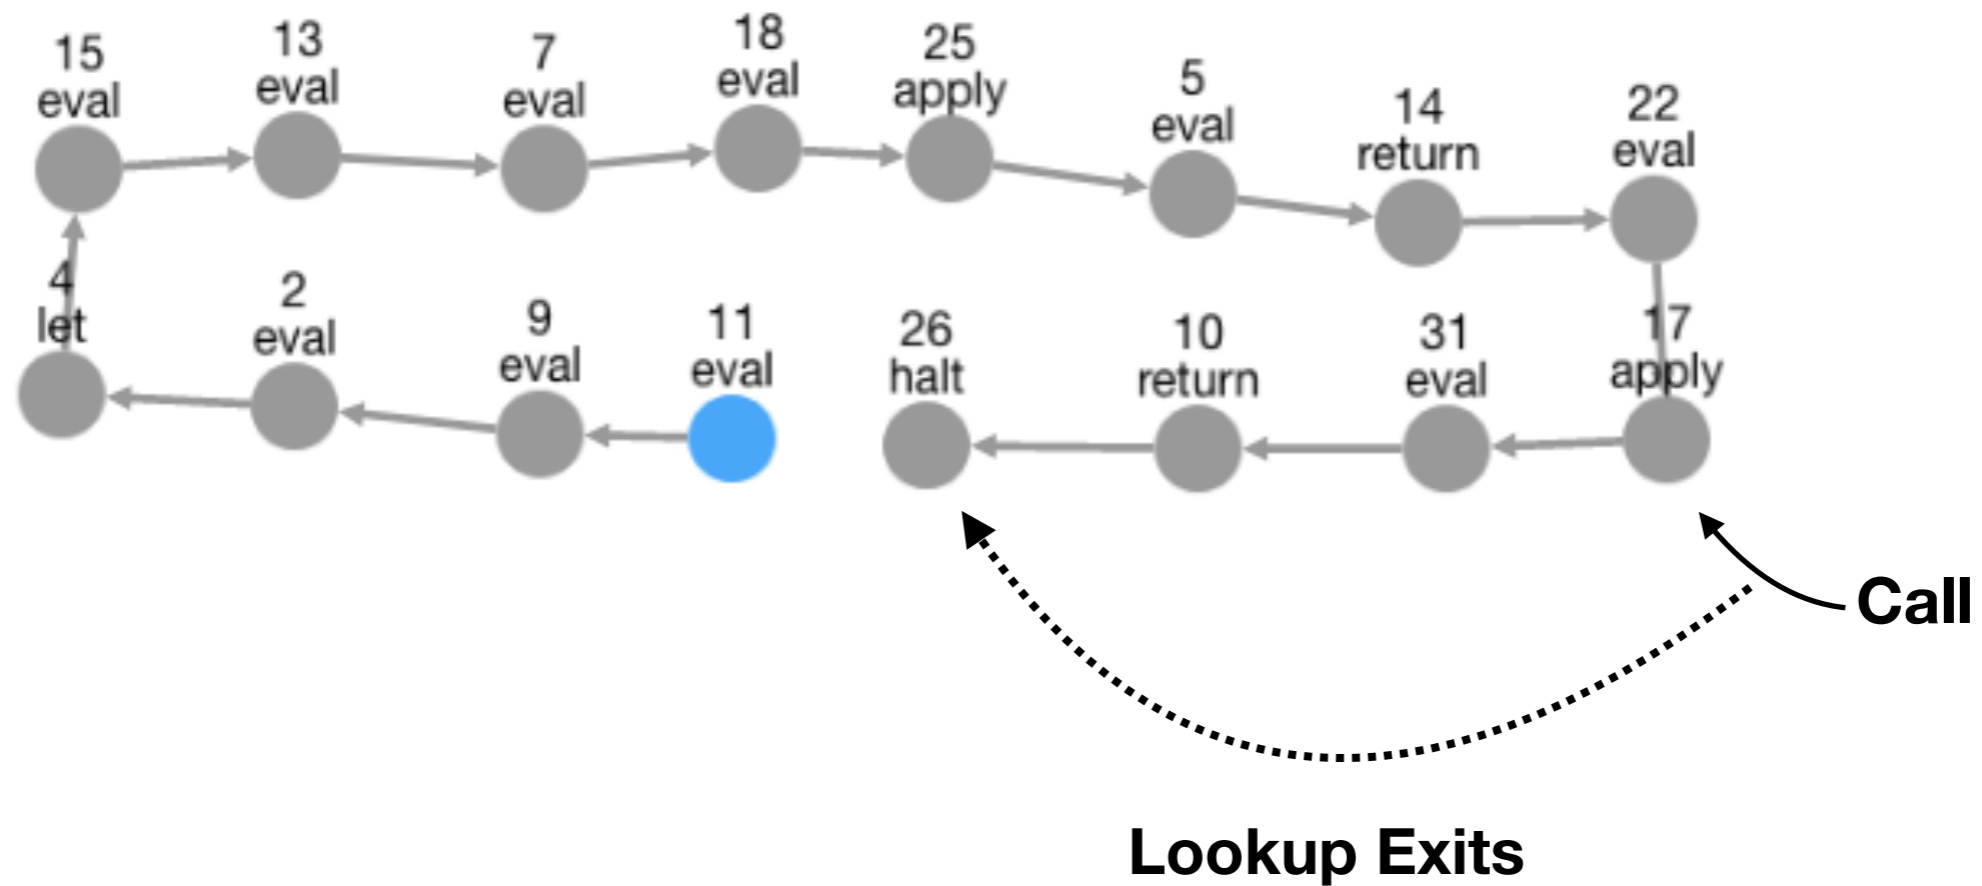 15
eval
13
eval
7
eval
18
eval
25
apply
5
eval
14
return
22
eval
4
let
2
eval
9
eval
11
eval
26
halt
10
return
31
eval
17
apply
Call
Lookup Exits